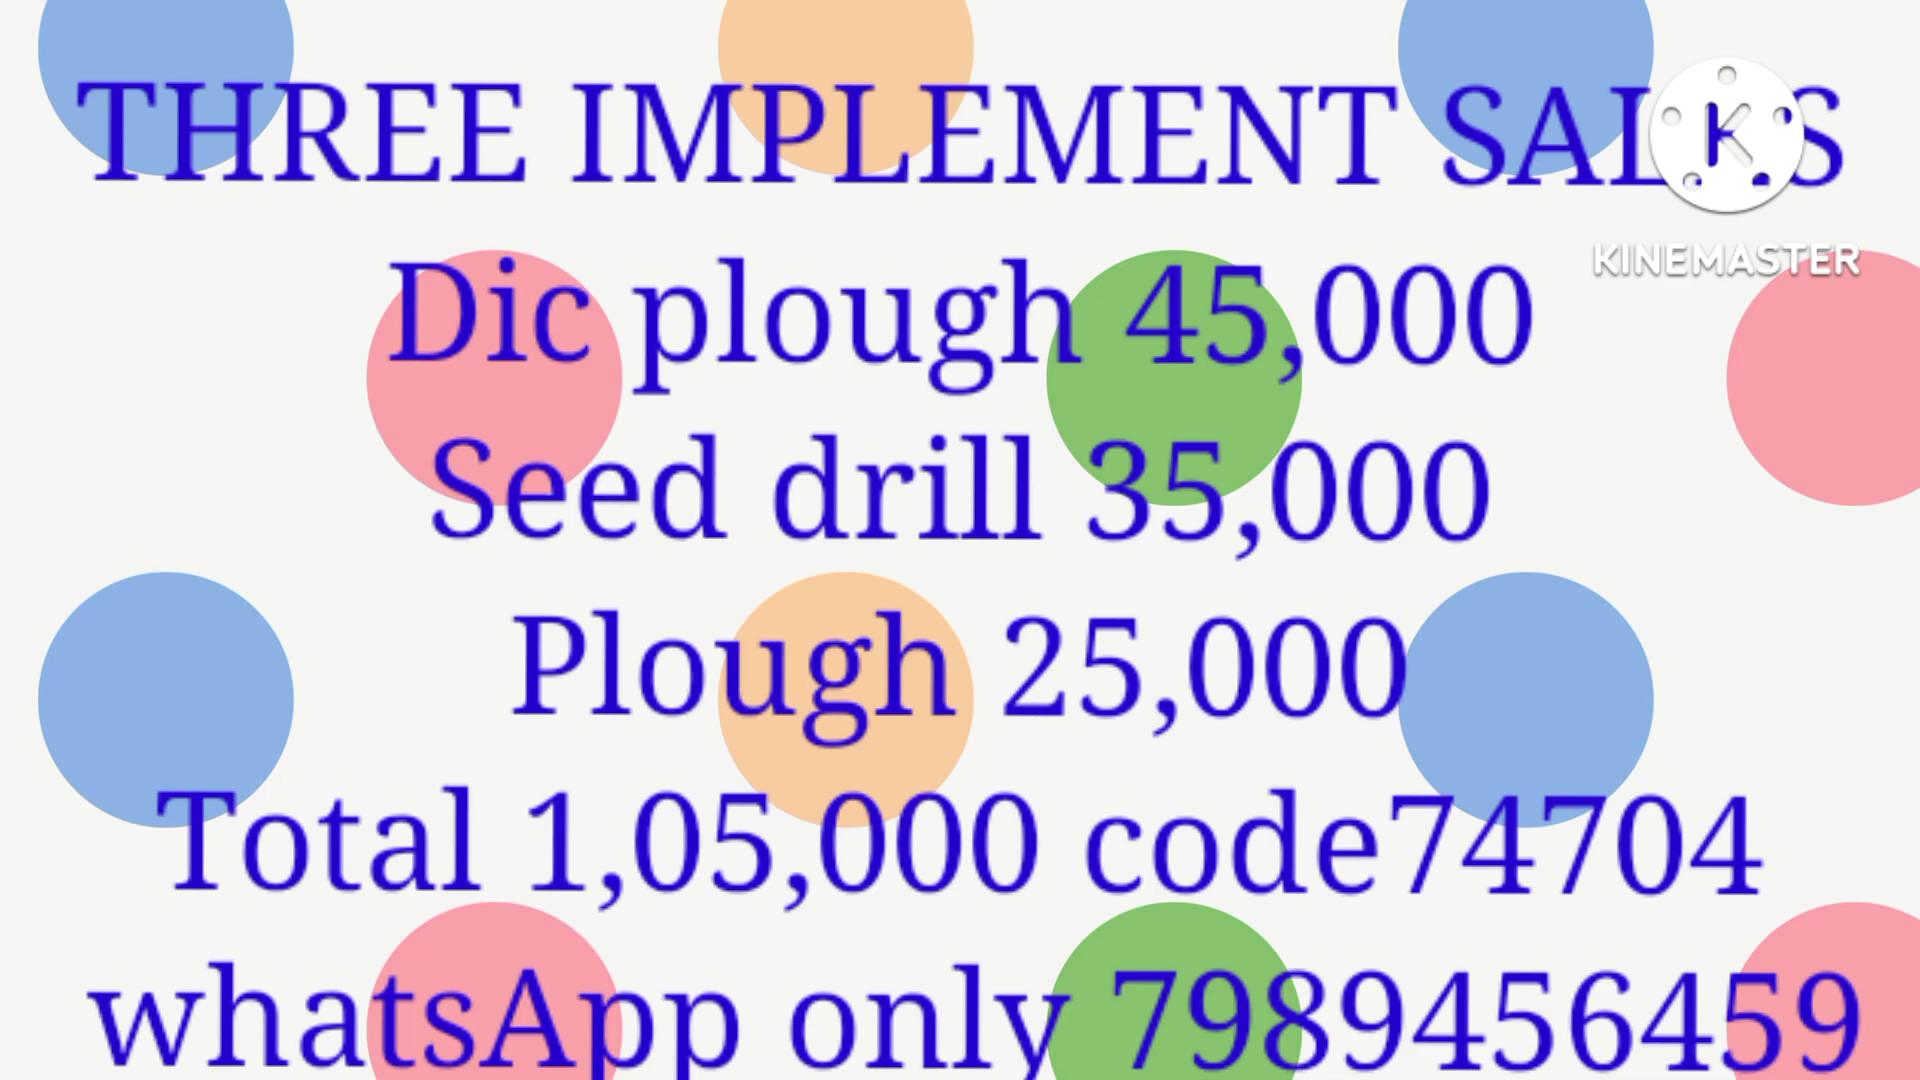 THREE IMPLEMENT SALES
KINEMASTER
Dic plough 45,000
Seed drill 35,000
Plough 25,000
Total 1,05,000 code74704
whatsApp only 7989456459